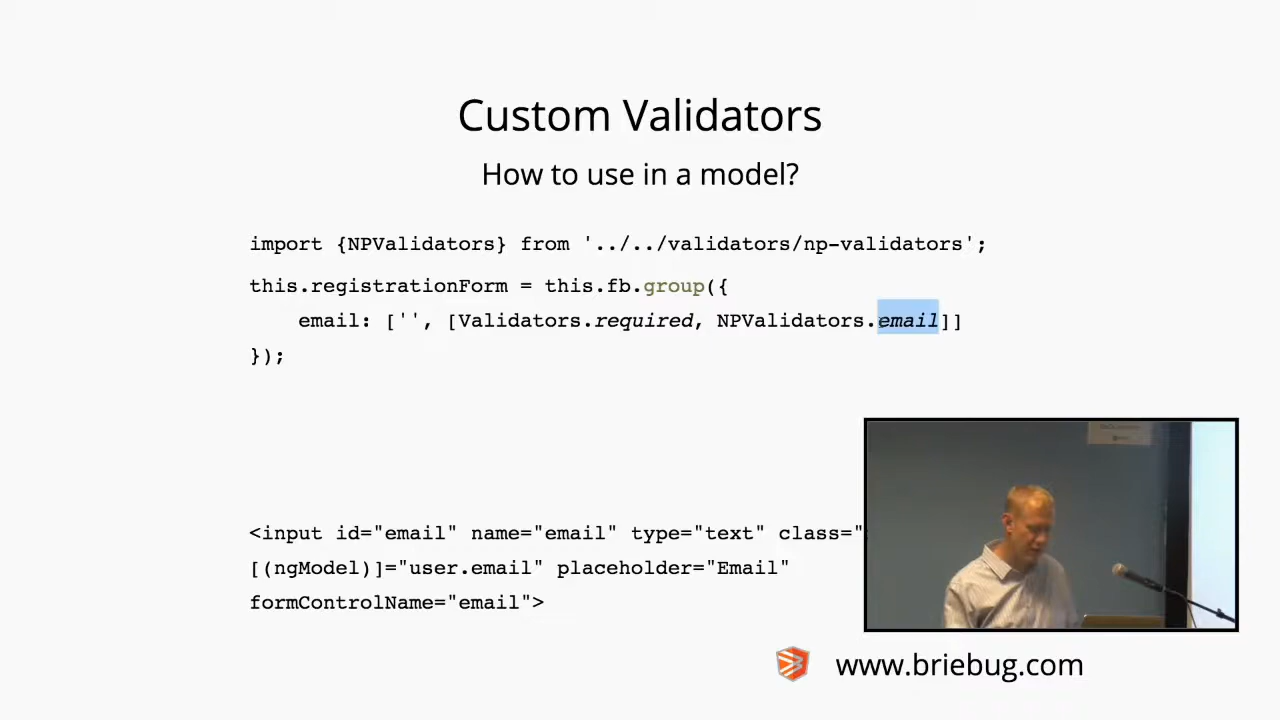 Custom Validators
How to use in a model?
import {NPValidators} from '../../validators/np-validators';
this.registrationForm = this.fb.group({
email: ['', [Validators.required, NPValidators.email]]
});
<input id="email" name="email" type="text" class="
[(ngModel)]="user.email" placeholder="Email"
formControlName="email">
www.briebug.com